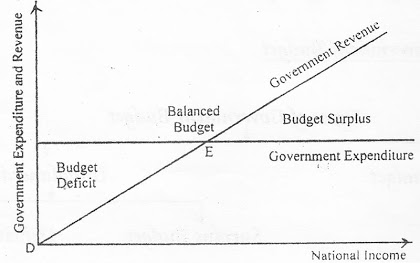 Government Expenditure and Revenue
Government Revenue
Balanced
Budget
Budget Surplus
E
Government Expenditure
Budget
Deficit
D
National Income